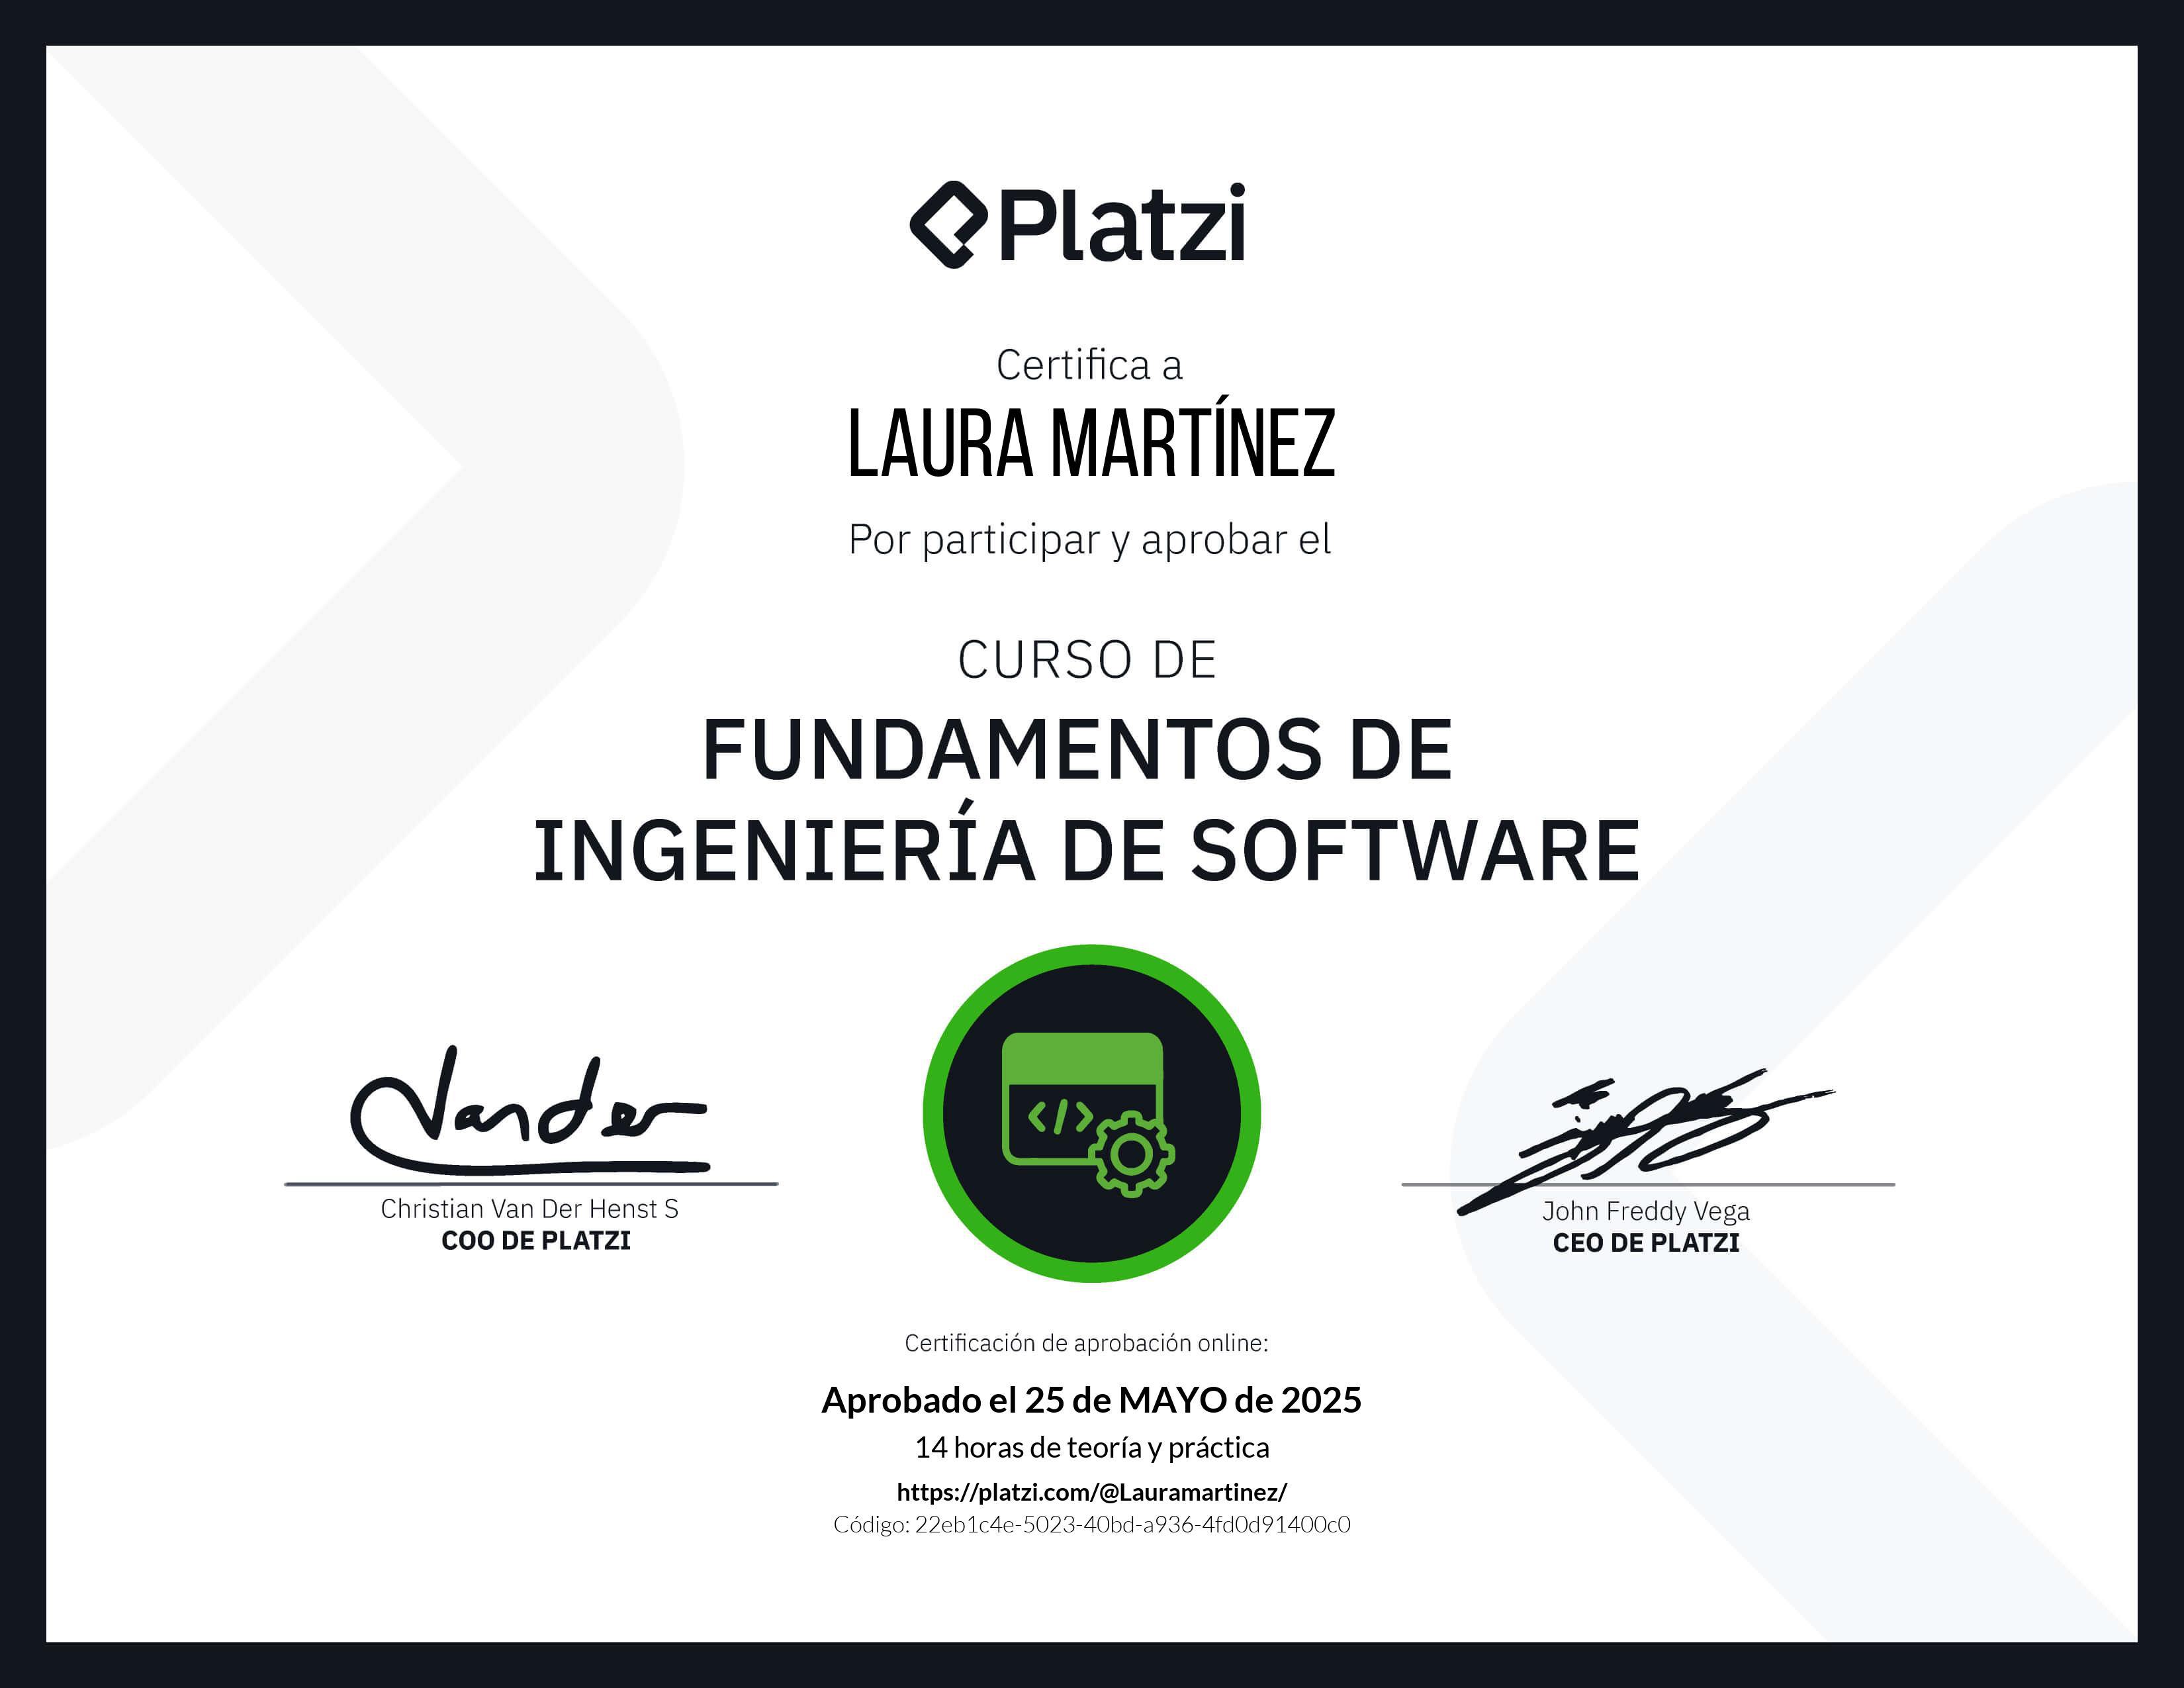 Platzi
Certifica a
LAURA MARTÍNEZ
Por participar y aprobar el
CURSO DE
FUNDAMENTOS DE
INGENIERÍA DE SOFTWARE
Vander
</>
Christian Van Der Henst S
COO DE PLATZI
John Freddy Vega
CEO DE PLATZI
Certificación de aprobación online:
Aprobado el 25 de MAYO de 2025
14 horas de teoría y práctica
https://platzi.com/@Lauramartinez/
Código: 22eb1c4e-5023-40bd-a936-4fd0d91400c0